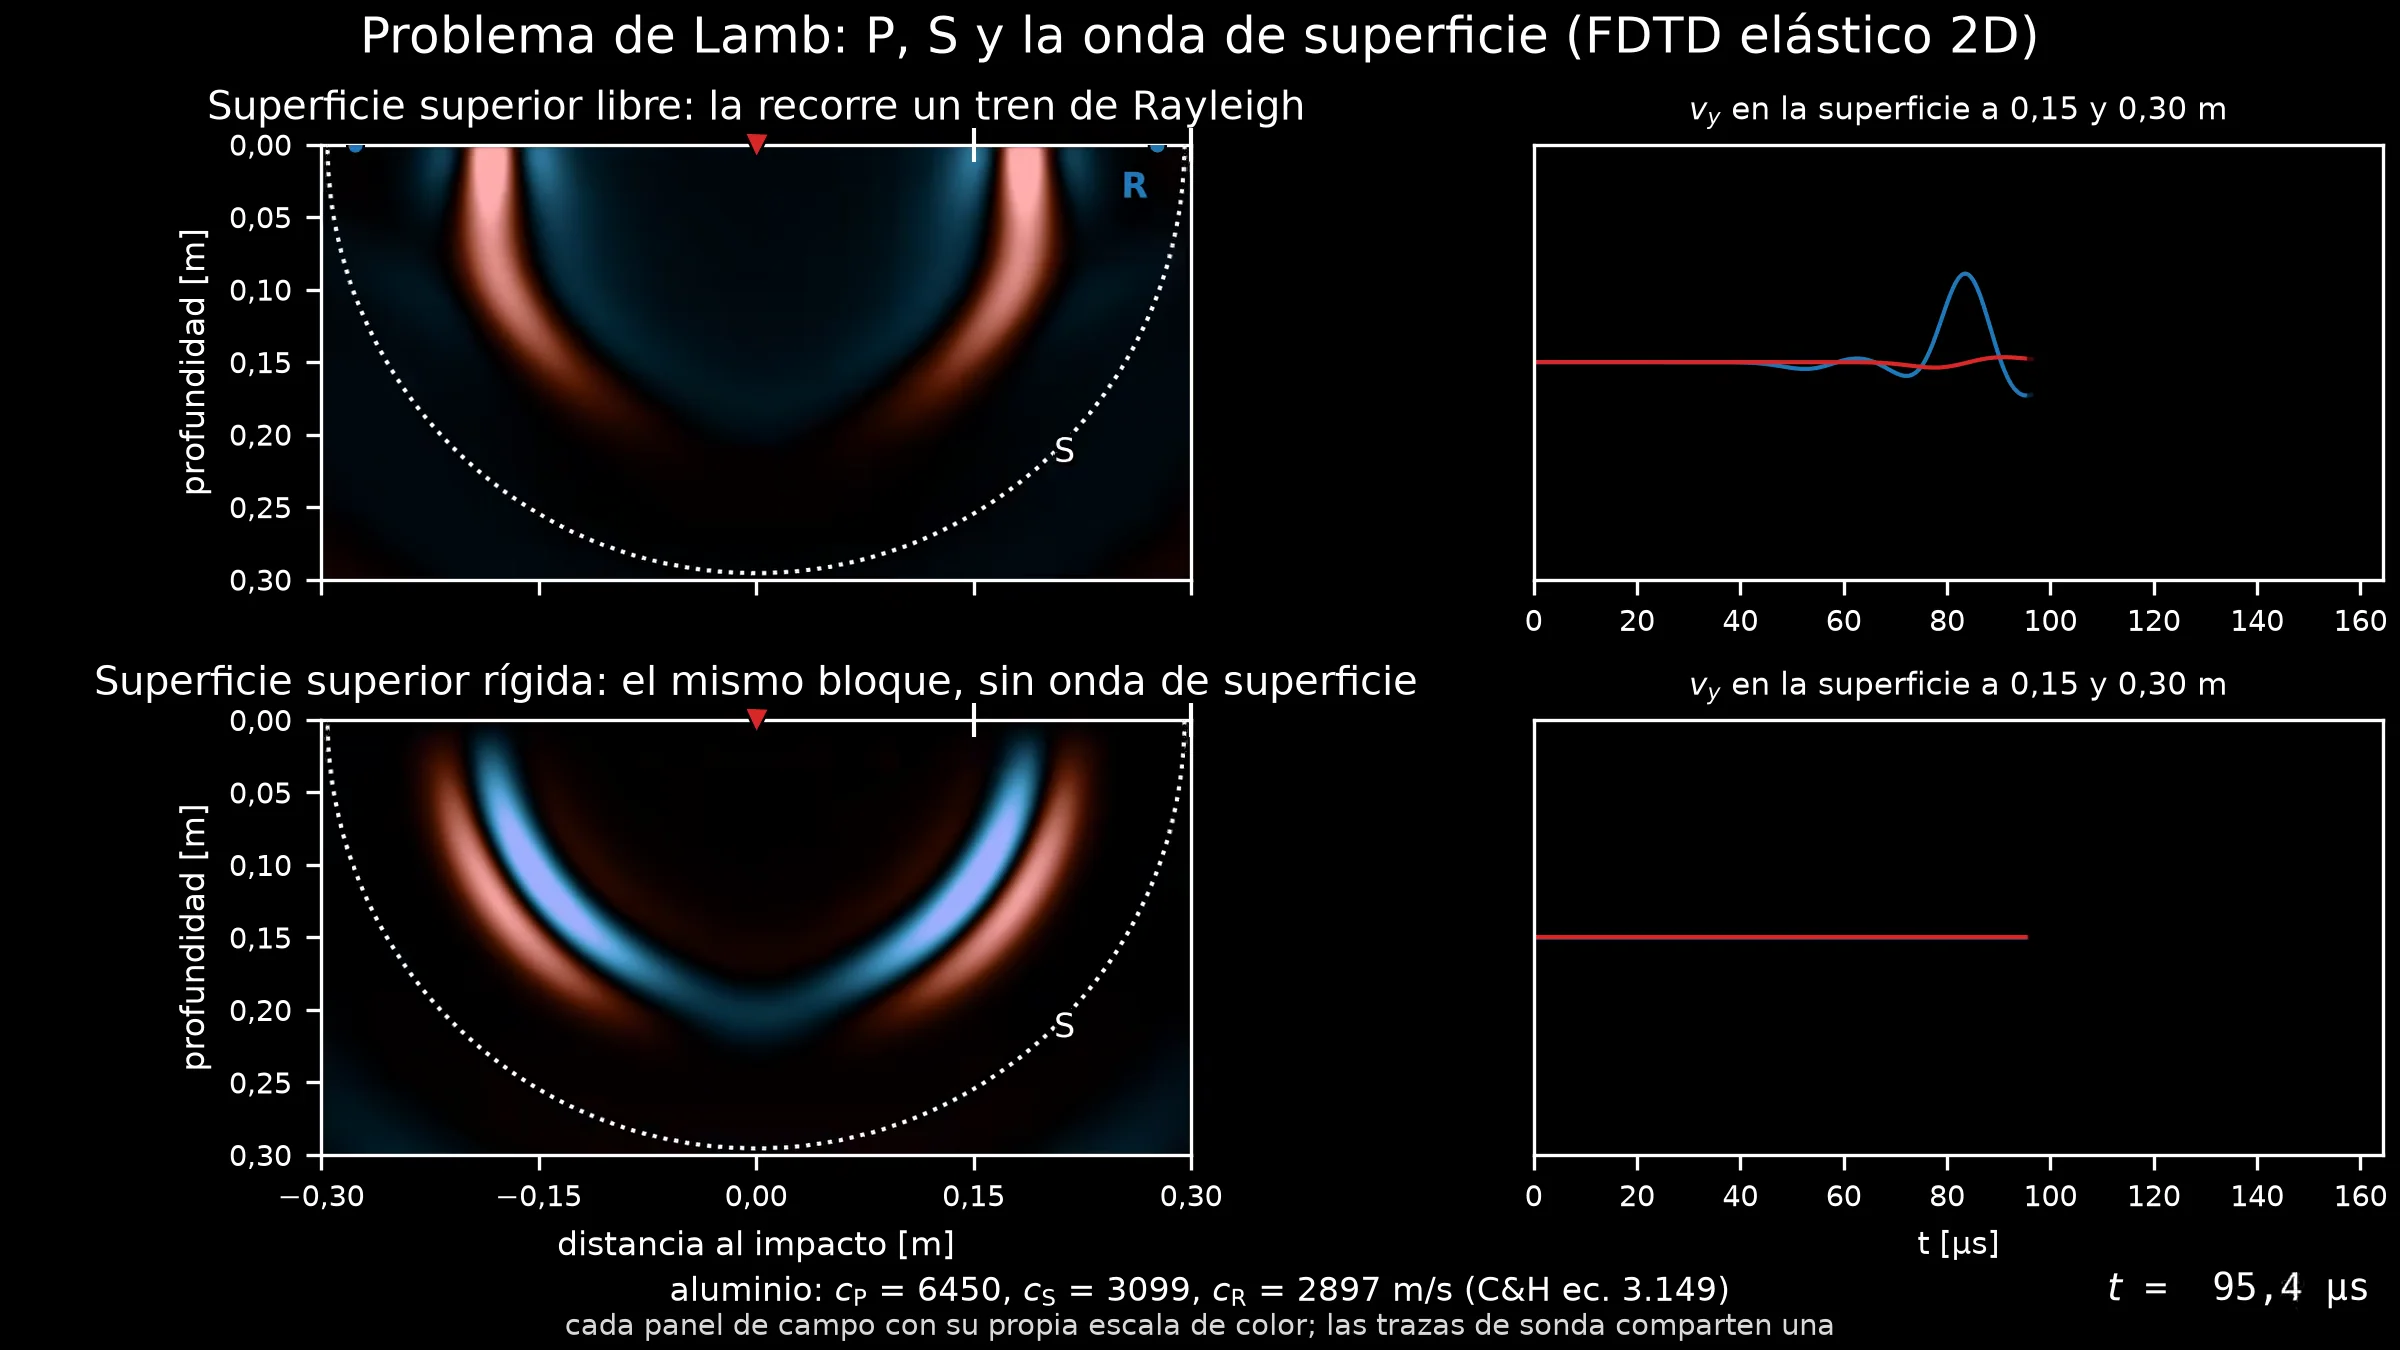 Problema de Lamb: P, S y la onda de superficie (FDTD elástico 2D)
Superficie superior libre: la recorre un tren de Rayleigh
0,00
0,05
0,10
0,15
0,20
0,25
0,30
profundidad [m]
R
S
v_y en la superficie a 0,15 y 0,30 m
0 20 40 60 80 100 120 140 160
Superficie superior rígida: el mismo bloque, sin onda de superficie
0,00
0,05
0,10
0,15
0,20
0,25
0,30
profundidad [m]
S
−0,30 −0,15 0,00 0,15 0,30
distancia al impacto [m]
v_y en la superficie a 0,15 y 0,30 m
0 20 40 60 80 100 120 140 160
t [µs]
aluminio: c_P = 6450, c_S = 3099, c_R = 2897 m/s (C&H ec. 3.149)
t = 95,4 µs
cada panel de campo con su propia escala de color; las trazas de sonda comparten una